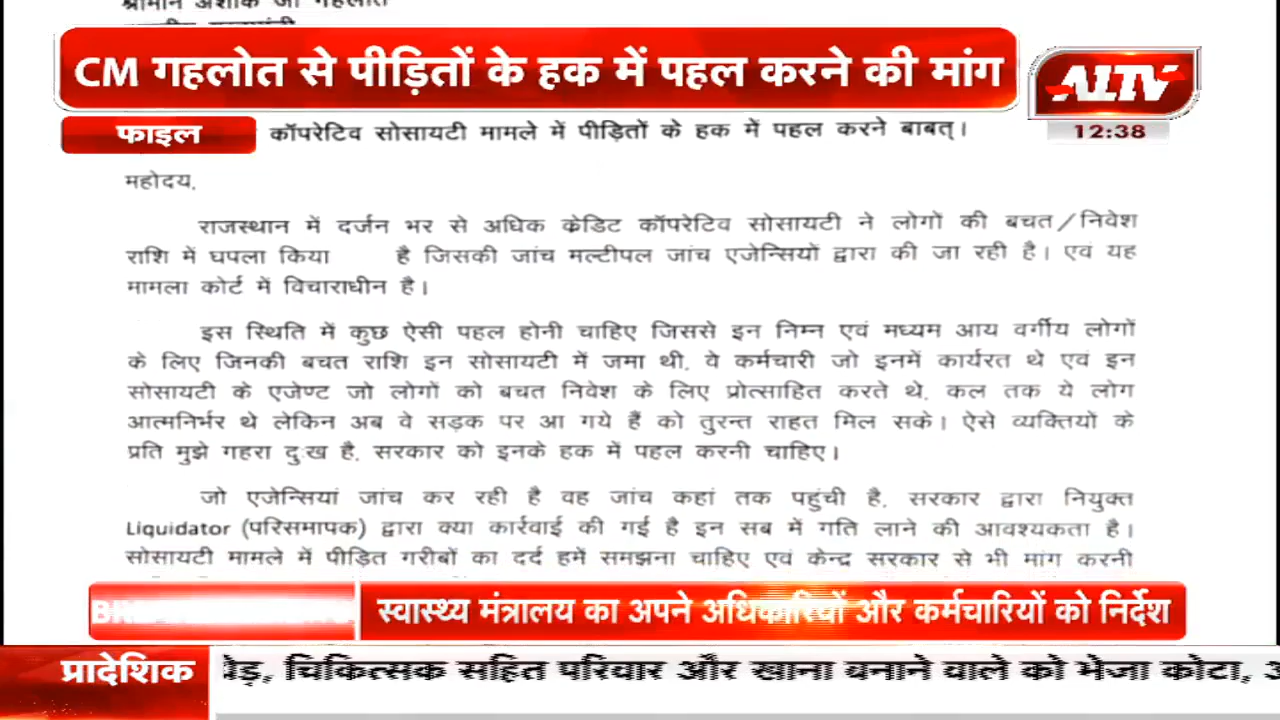 श्रीमान अशोक जी गहलोत
CM गहलोत से पीड़ितों के हक में पहल करने की मांग
ALTV
12:38
फाइल
कॉपरेटिव सोसायटी मामले में पीड़ितों के हक में पहल करने बाबत्।
महोदय,
राजस्थान में दर्जन भर से अधिक क्रेडिट कॉपरेटिव सोसायटी ने लोगों की बचत/निवेश
राशि में घपला किया है जिसकी जांच मल्टीपल जांच एजेन्सियों द्वारा की जा रही है। एवं यह
मामला कोर्ट में विचाराधीन है।
इस स्थिति में कुछ ऐसी पहल होनी चाहिए जिससे इन निम्न एवं मध्यम आय वर्गीय लोगों
के लिए जिनकी बचत राशि इन सोसायटी में जमा थी, वे कर्मचारी जो इनमें कार्यरत थे एवं इन
सोसायटी के एजेण्ट जो लोगों को बचत निवेश के लिए प्रोत्साहित करते थे, कल तक ये लोग
आत्मनिर्भर थे लेकिन अब वे सड़क पर आ गये हैं को तुरन्त राहत मिल सके। ऐसे व्यक्तियों के
प्रति मुझे गहरा दुःख है, सरकार को इनके हक में पहल करनी चाहिए।
जो एजेन्सियां जांच कर रही है वह जांच कहां तक पहुंची है, सरकार द्वारा नियुक्त
Liquidator (परिसमापक) द्वारा क्या कार्रवाई की गई है इन सब में गति लाने की आवश्यकता है।
सोसायटी मामले में पीड़ित गरीबों का दर्द हमें समझना चाहिए एवं केन्द्र सरकार से भी मांग करनी
स्वास्थ्य मंत्रालय का अपने अधिकारियों और कर्मचारियों को निर्देश
प्रादेशिक
चिकित्सक सहित परिवार और खाना बनाने वाले को भेजा कोटा,